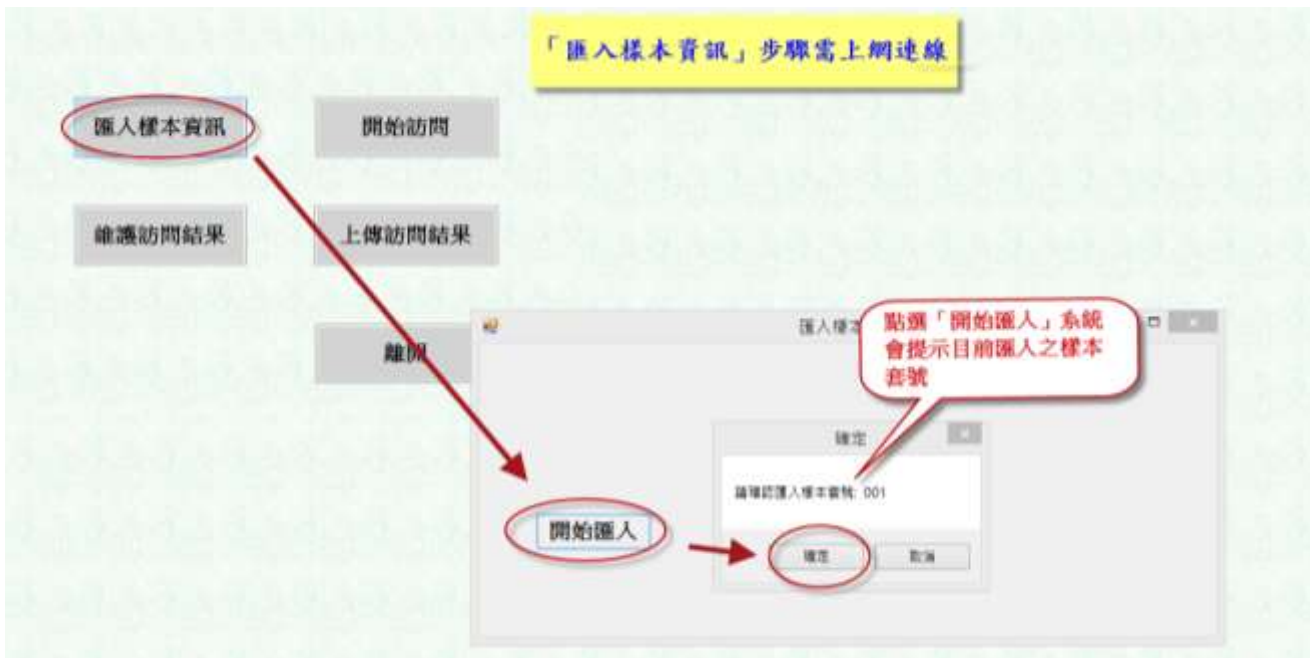 「匯入樣本資訊」步驟需上網連線
匯入樣本資訊
開始訪問
維護訪問結果
上傳訪問結果
離開
匯入樣本
點選「開始匯入」系統
會提示目前匯入之樣本
套號
確定
請確認匯入樣本套號: 001
開始匯入
確定
取消